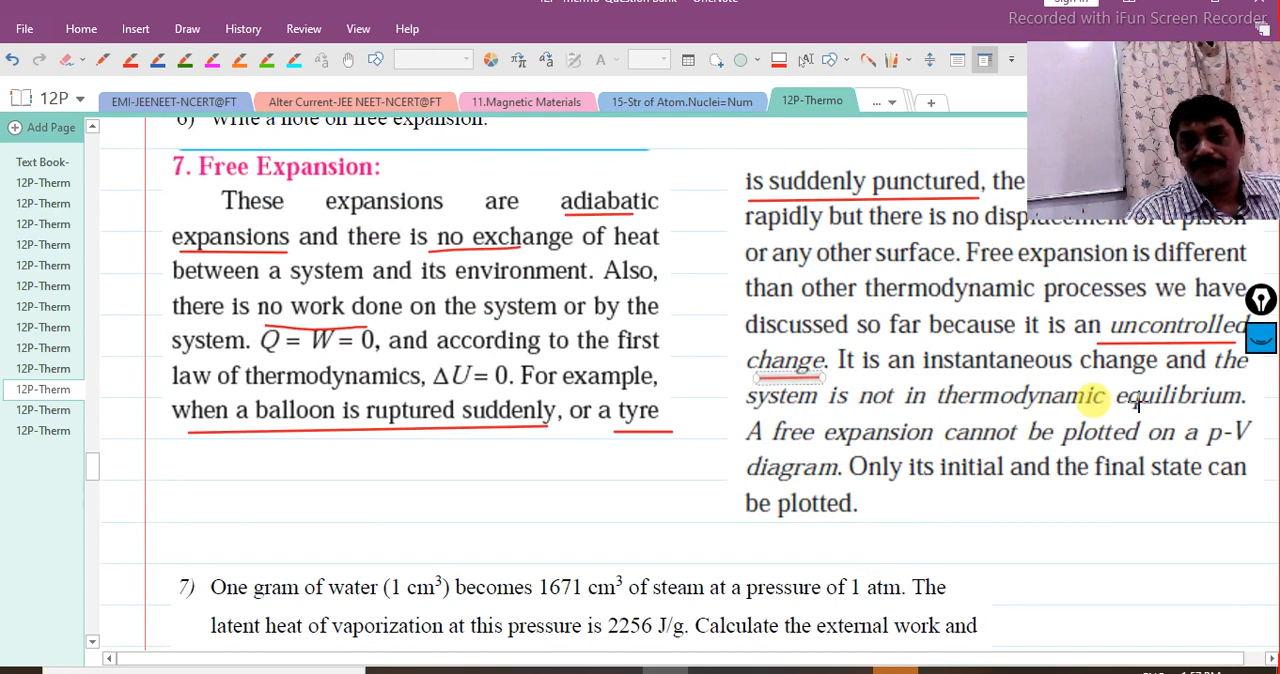 Recorded with iFun Screen Recorder
File Home Insert Draw History Review View Help
12P
EMI-JEENEET-NCERT@FT
Alter Current-JEE NEET-NCERT@FT
11.Magnetic Materials
15-Str of Atom.Nuclei=Num
12P-Thermo
...
Add Page
Text Book-
12P-Therm
12P-Therm
12P-Therm
12P-Therm
12P-Therm
12P-Therm
12P-Therm
12P-Therm
12P-Therm
12P-Therm
12P-Therm
12P-Therm
12P-Therm
6) Write a note on free expansion.
7. Free Expansion:
These expansions are adiabatic
expansions and there is no exchange of heat
between a system and its environment. Also,
there is no work done on the system or by the
system. Q = W = 0, and according to the first
law of thermodynamics, ΔU = 0. For example,
when a balloon is ruptured suddenly, or a tyre
is suddenly punctured, the
rapidly but there is no displacement of a piston
or any other surface. Free expansion is different
than other thermodynamic processes we have
discussed so far because it is an uncontrolled
change. It is an instantaneous change and the
system is not in thermodynamic equilibrium.
A free expansion cannot be plotted on a p-V
diagram. Only its initial and the final state can
be plotted.
7) One gram of water (1 cm³) becomes 1671 cm³ of steam at a pressure of 1 atm. The
latent heat of vaporization at this pressure is 2256 J/g. Calculate the external work and